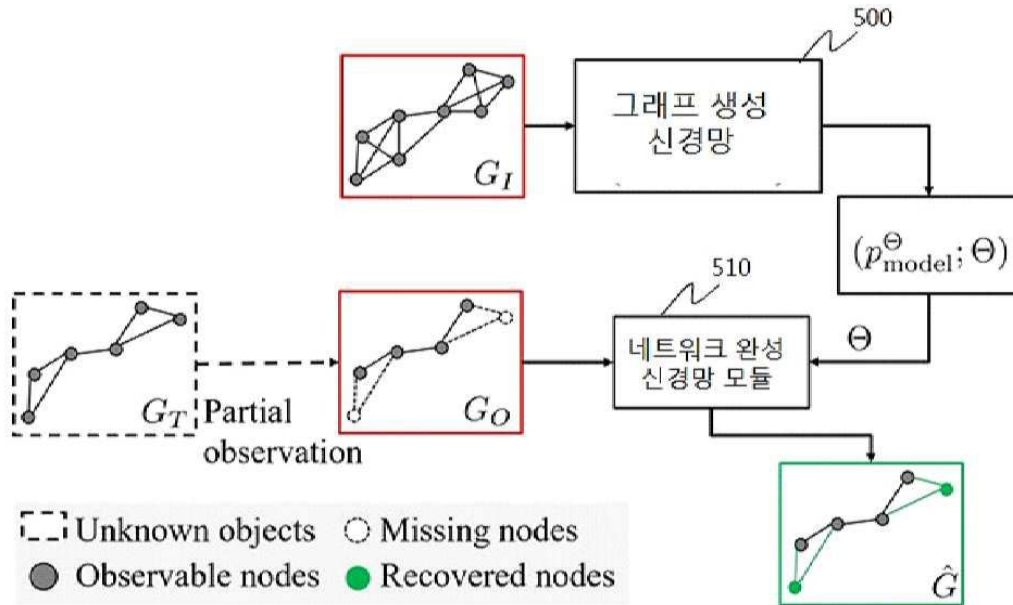 500
그래프 생성
신경망
G_I
(p_model^Θ; Θ)
510
Θ
네트워크 완성
신경망 모듈
G_T
Partial
observation
G_O
Unknown objects
Missing nodes
Observable nodes
Recovered nodes
Ĝ